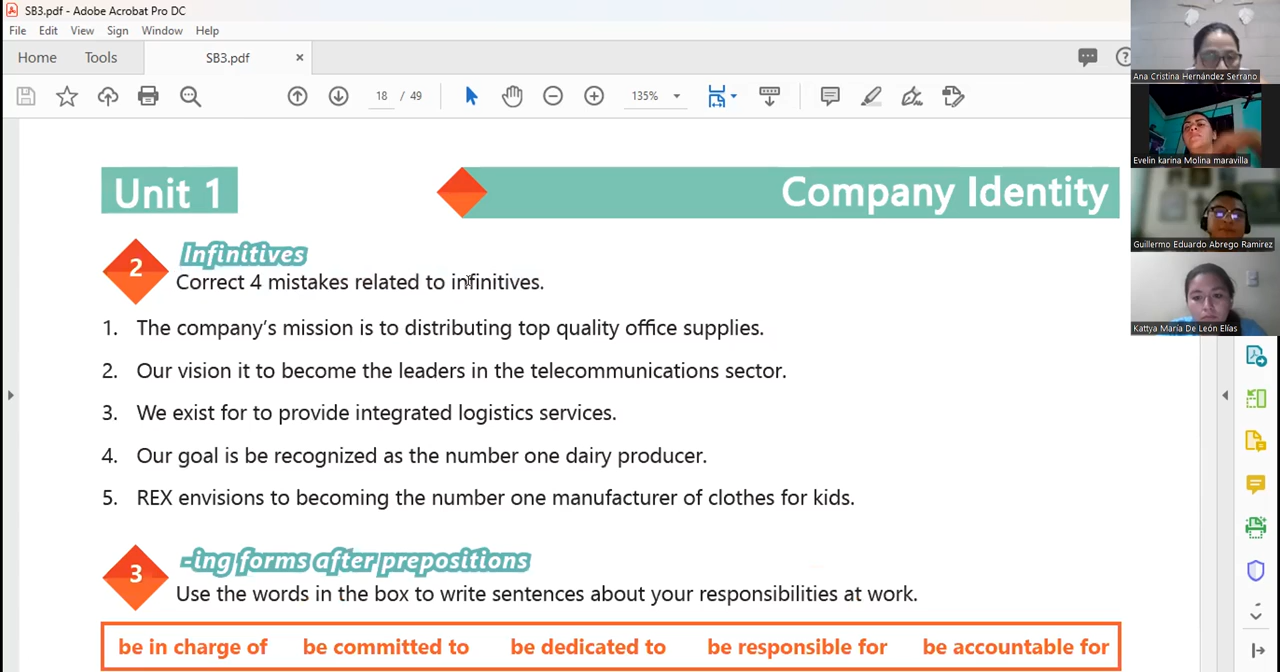 SB3.pdf - Adobe Acrobat Pro DC
File Edit View Sign Window Help
Home Tools SB3.pdf ×
18 / 49 135%
Unit 1 Company Identity
2 Infinitives
Correct 4 mistakes related to infinitives.
1. The company's mission is to distributing top quality office supplies.
2. Our vision it to become the leaders in the telecommunications sector.
3. We exist for to provide integrated logistics services.
4. Our goal is be recognized as the number one dairy producer.
5. REX envisions to becoming the number one manufacturer of clothes for kids.
3 -ing forms after prepositions
Use the words in the box to write sentences about your responsibilities at work.
be in charge of be committed to be dedicated to be responsible for be accountable for
Ana Cristina Hernández Serrano
Evelin karina Molina maravilla
Guillermo Eduardo Abrego Ramirez
Kattya María De León Elías